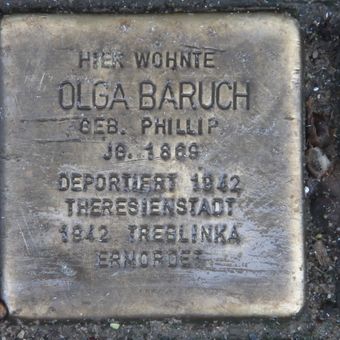 HIER WOHNTE
OLGA BARUCH
GEB. PHILLIP
JG. 1869
DEPORTIERT 1942
THERESIENSTADT
1942 TREBLINKA
ERMORDET